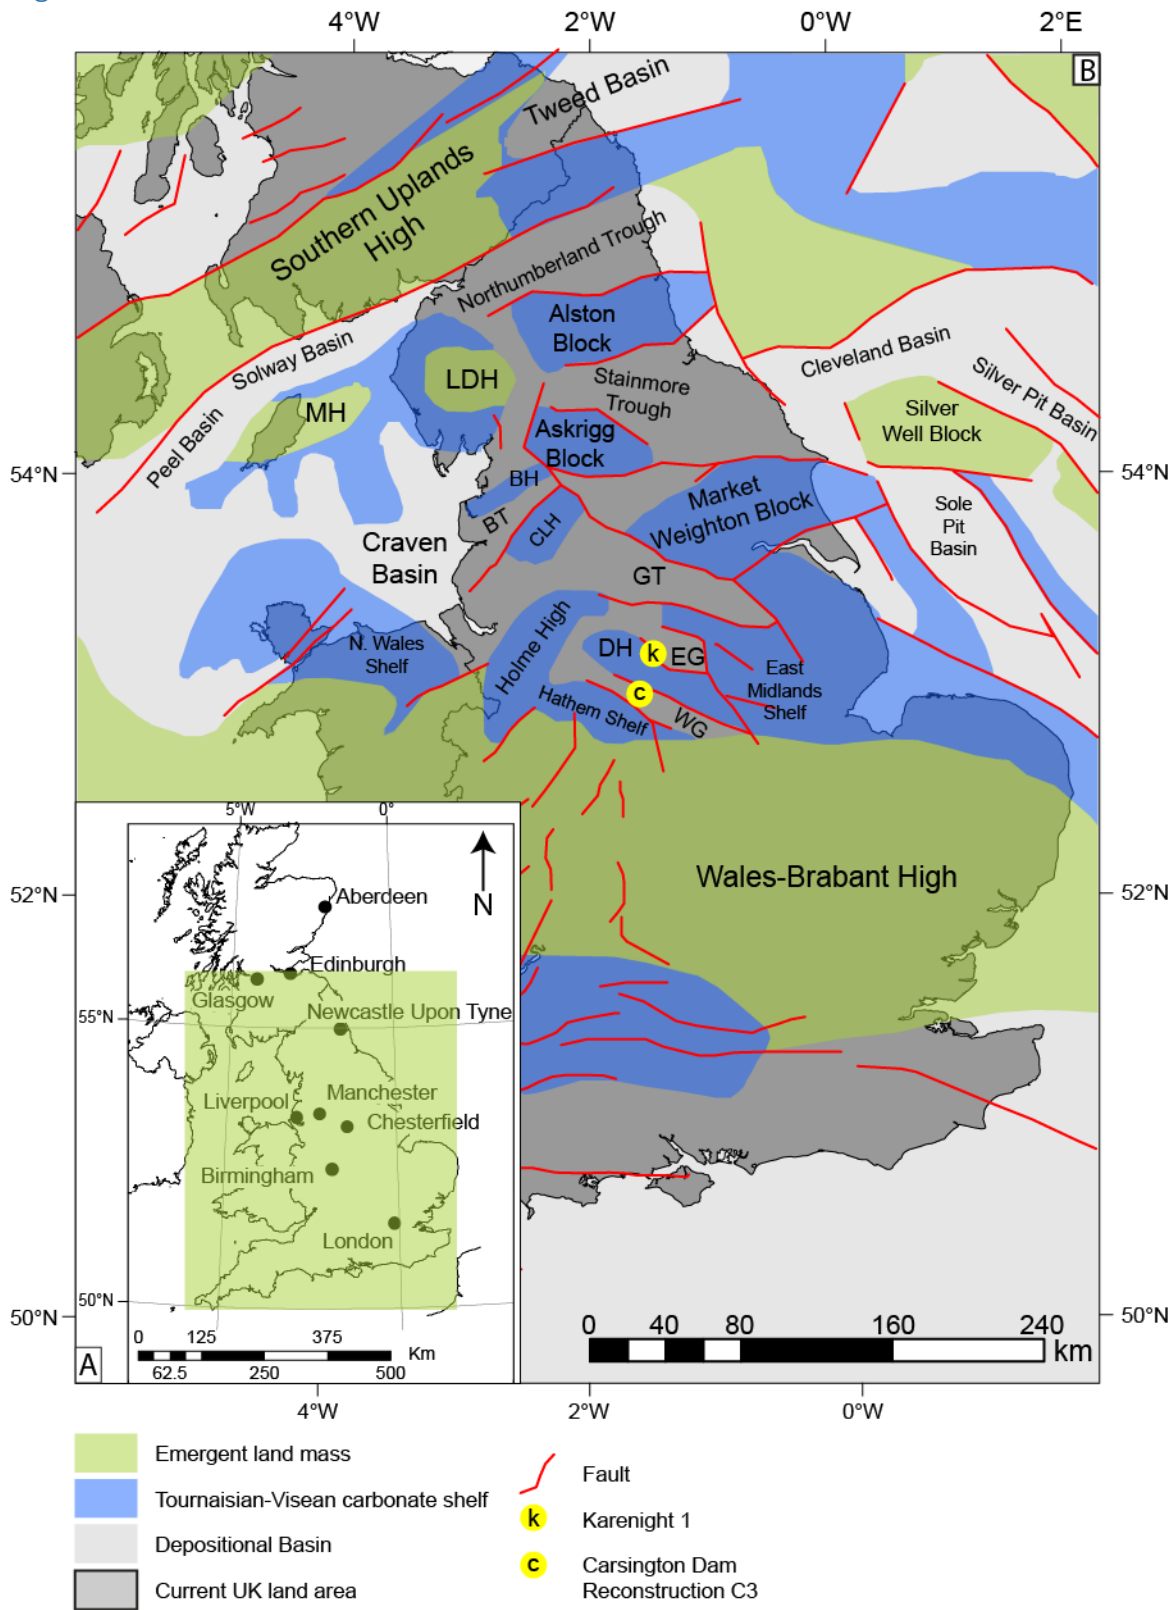 4°W
2°W
0°W
2°E
B
Tweed Basin
Southern Uplands
High
Northumberland Trough
Alston
Block
Solway Basin
Cleveland Basin
Silver Pit Basin
LDH
Stainmore
Trough
MH
Peel Basin
Silver
Well Block
Askrigg
Block
54°N
54°N
BH
Market
Weighton Block
BT
CLH
Sole
Pit
Basin
Craven
Basin
GT
Holme High
N. Wales
Shelf
DH
k
EG
East
Midlands
Shelf
c
Hathem Shelf
WG
5°W
0°
N
Aberdeen
52°N
Wales-Brabant High
52°N
Edinburgh
Glasgow
Newcastle Upon Tyne
55°N
Manchester
Liverpool
Chesterfield
Birmingham
London
50°N
50°N
50°N
0
125
375
Km
62.5
250
500
A
0
40
80
160
240
km
4°W
2°W
0°W
Emergent land mass
Tournaisian-Visean carbonate shelf
Depositional Basin
Current UK land area
Fault
k
Karenight 1
c
Carsington Dam
Reconstruction C3